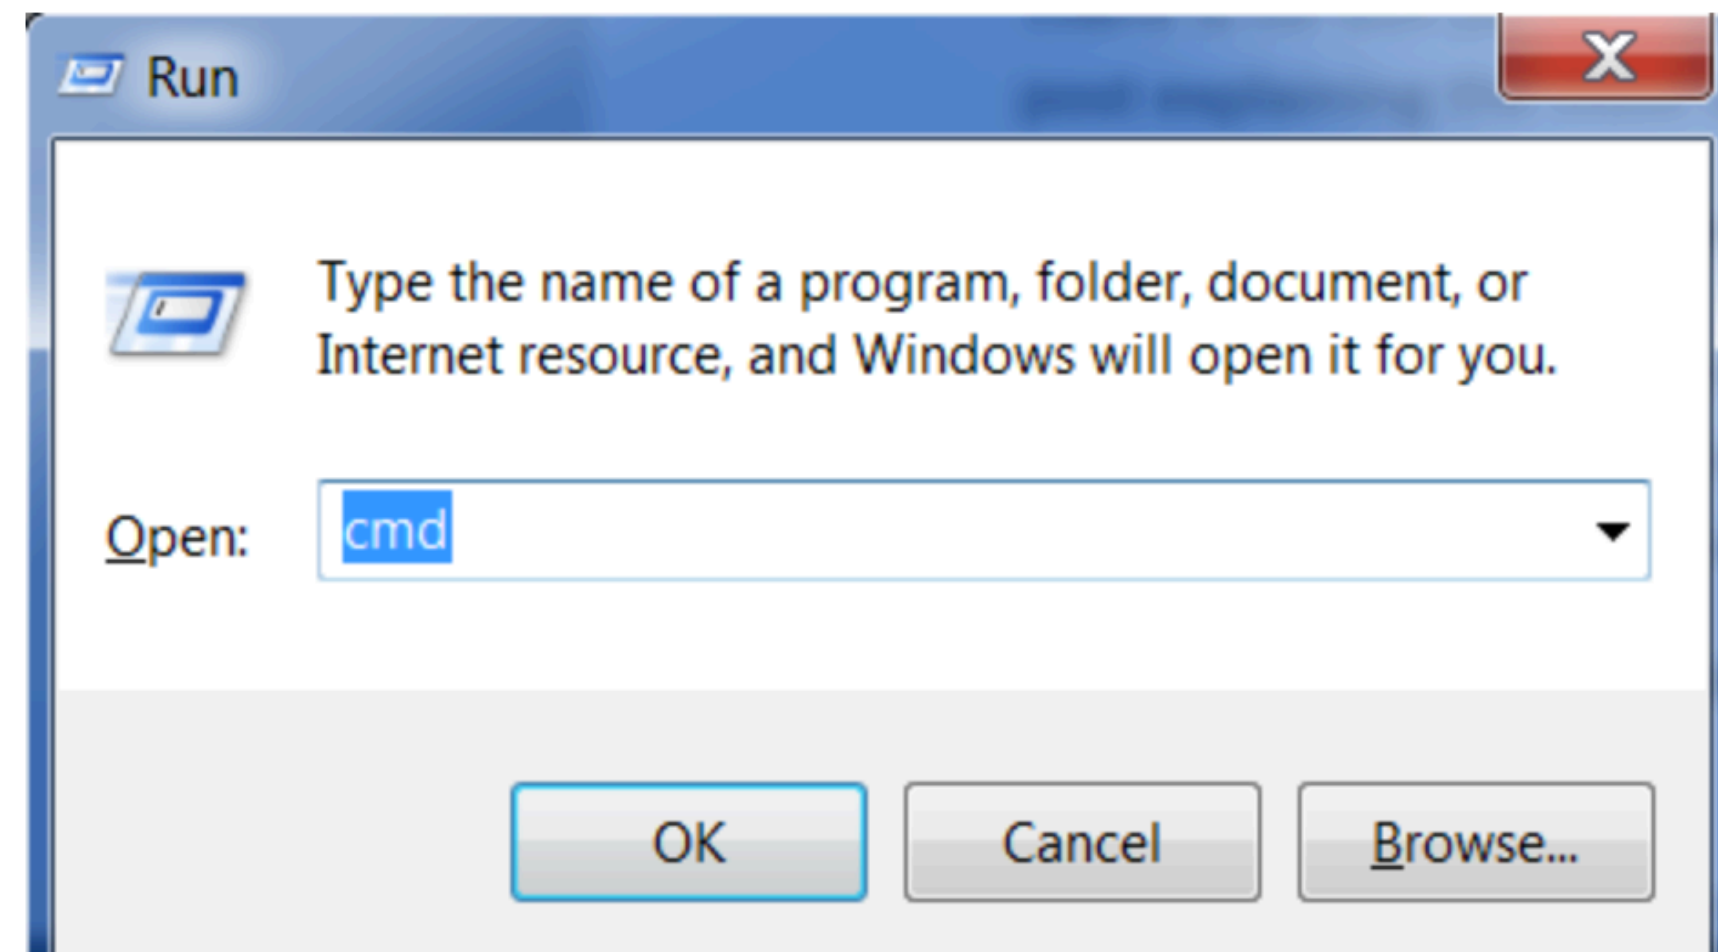 Run
Type the name of a program, folder, document, or
Internet resource, and Windows will open it for you.
Open: cmd
OK Cancel Browse...